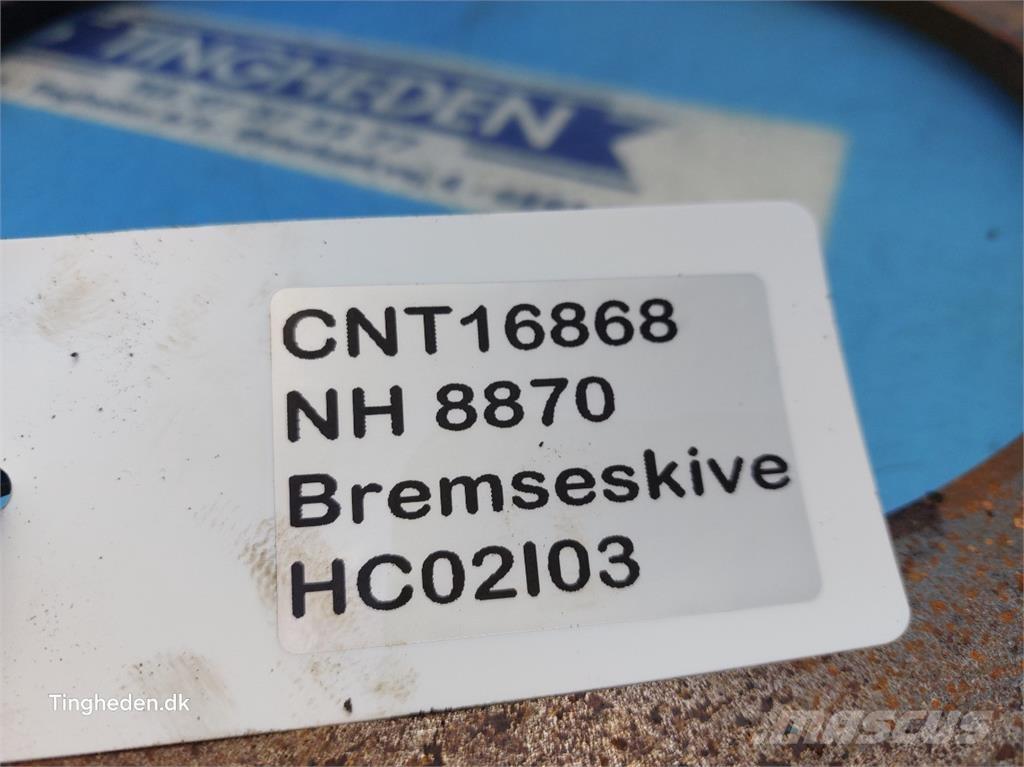 TINGHEDEN
CNT16868
NH 8870
Bremseskive
HC02I03
Tingheden.dk
mascus